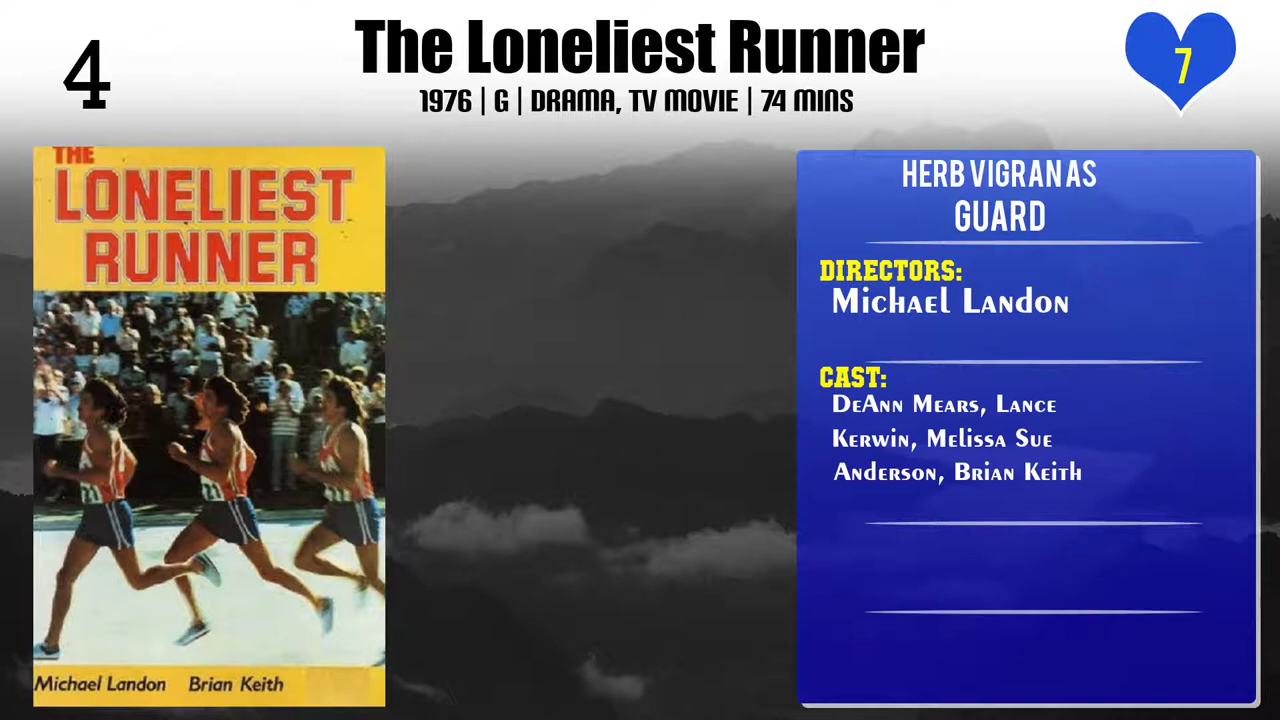 4
The Loneliest Runner
1976 | G | DRAMA, TV MOVIE | 74 MINS
7
THE
LONELIEST
RUNNER
Michael Landon Brian Keith
HERB VIGRAN AS
GUARD
DIRECTORS:
Michael Landon
CAST:
DeAnn Mears, Lance
Kerwin, Melissa Sue
Anderson, Brian Keith